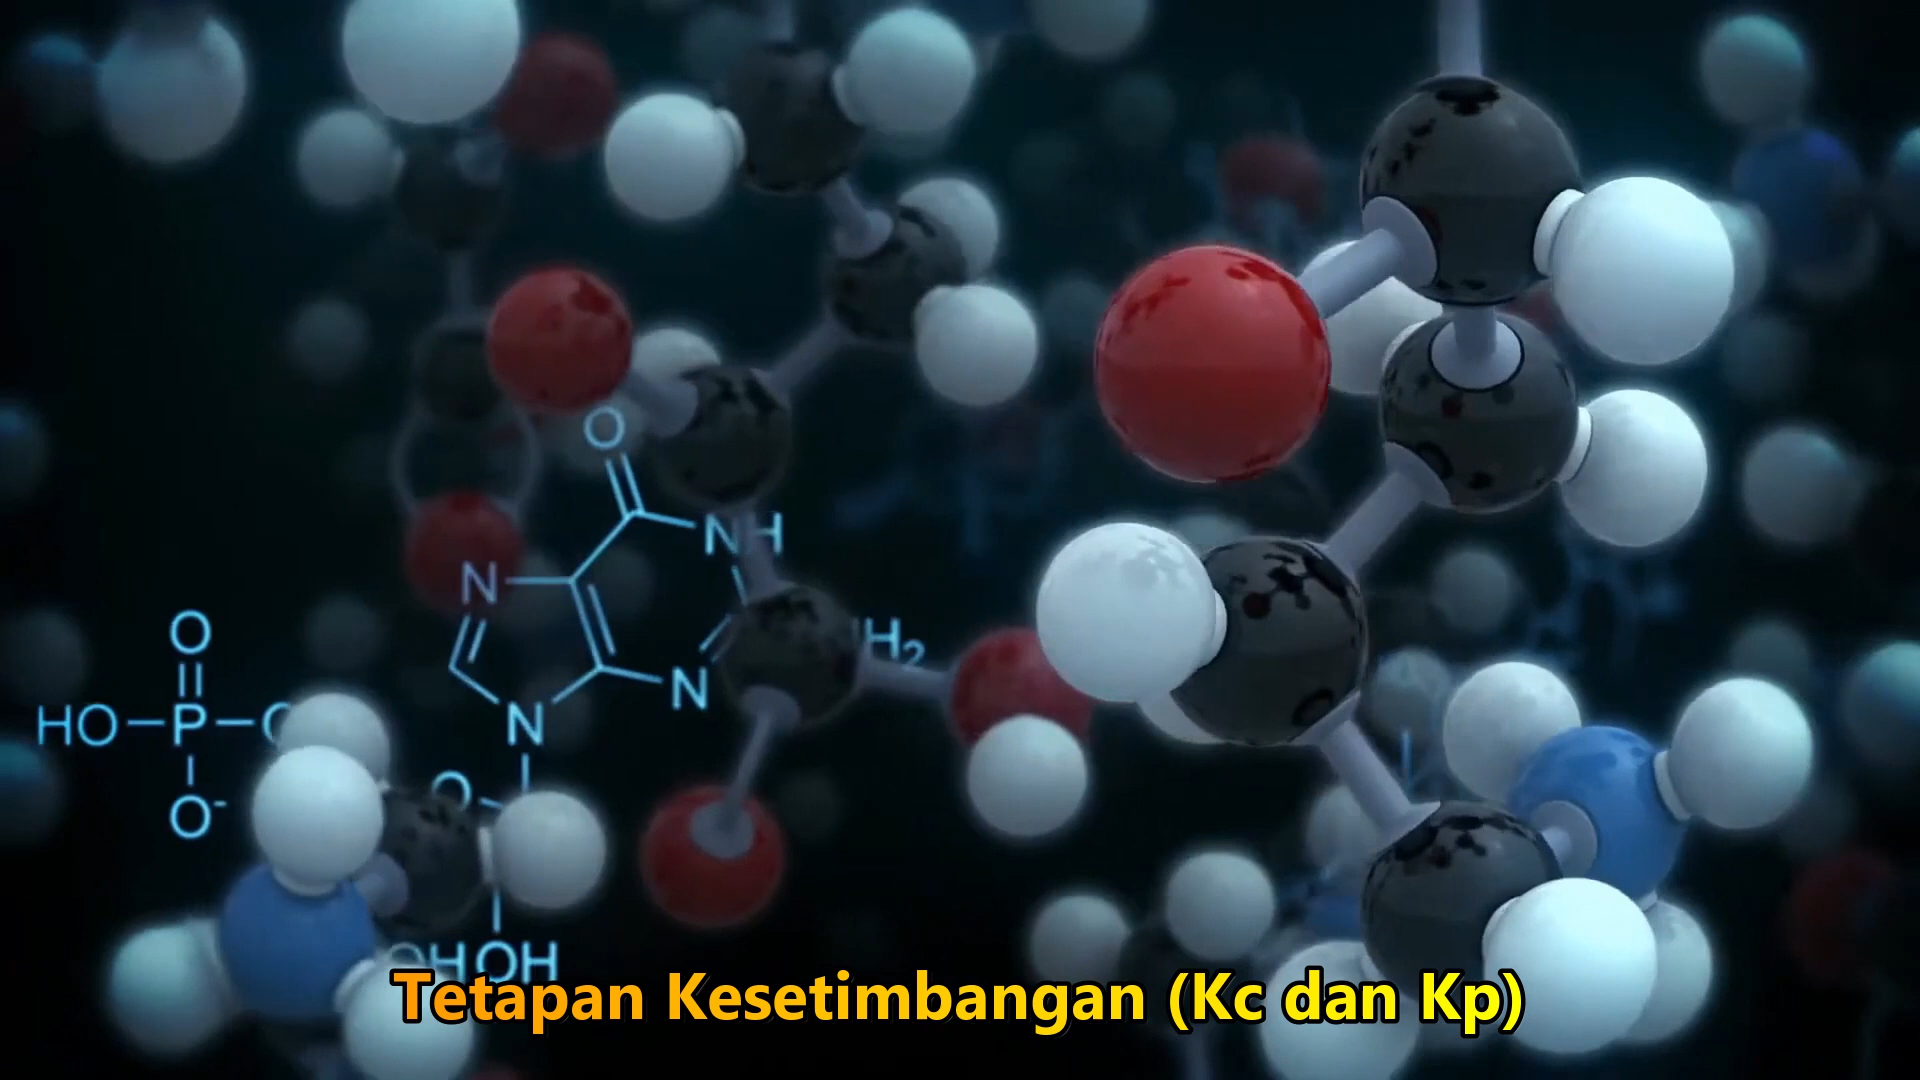 O
NH
N
H₂
O
N
HO P
N
O⁻
O
OH OH
Tetapan Kesetimbangan (Kc dan Kp)